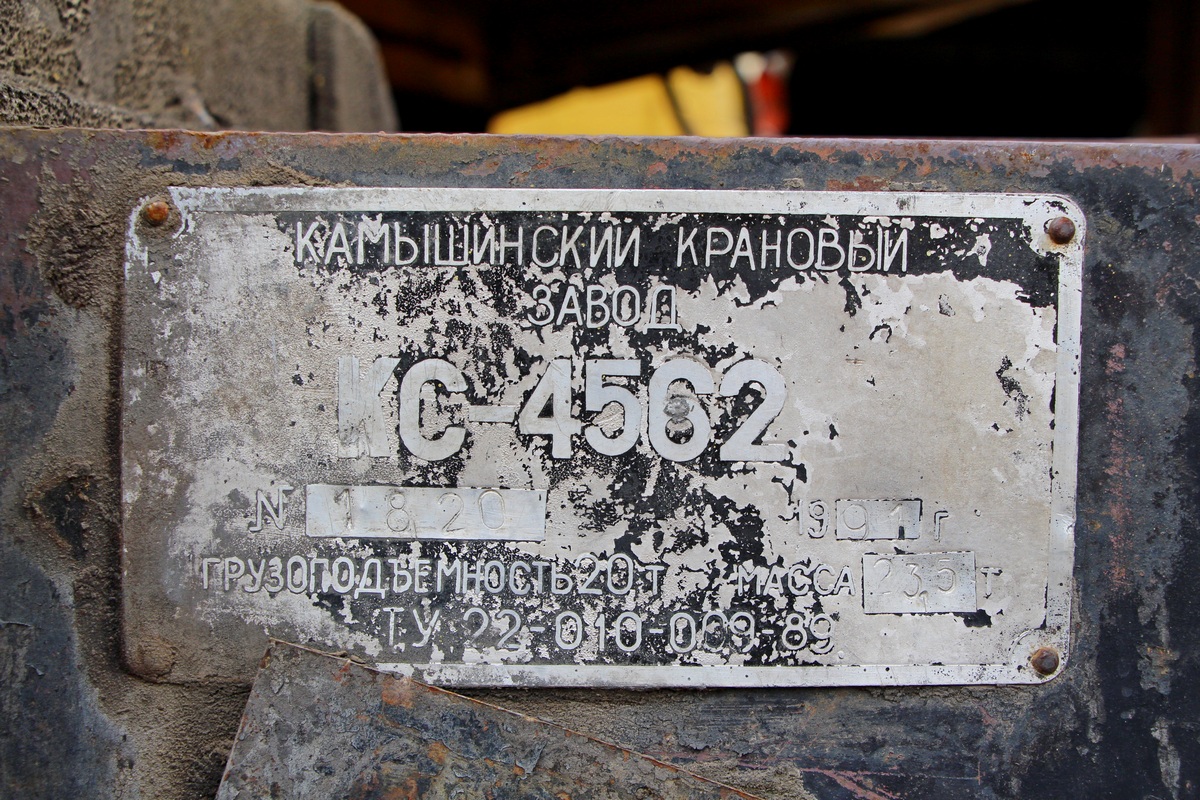 КАМЫШИНСКИЙ КРАНОВЫЙ
ЗАВОД
КС-4562
№ 1820 1991 г
ГРУЗОПОДЪЕМНОСТЬ 20 т МАССА 23,5 т
ТУ 22-010-009-89